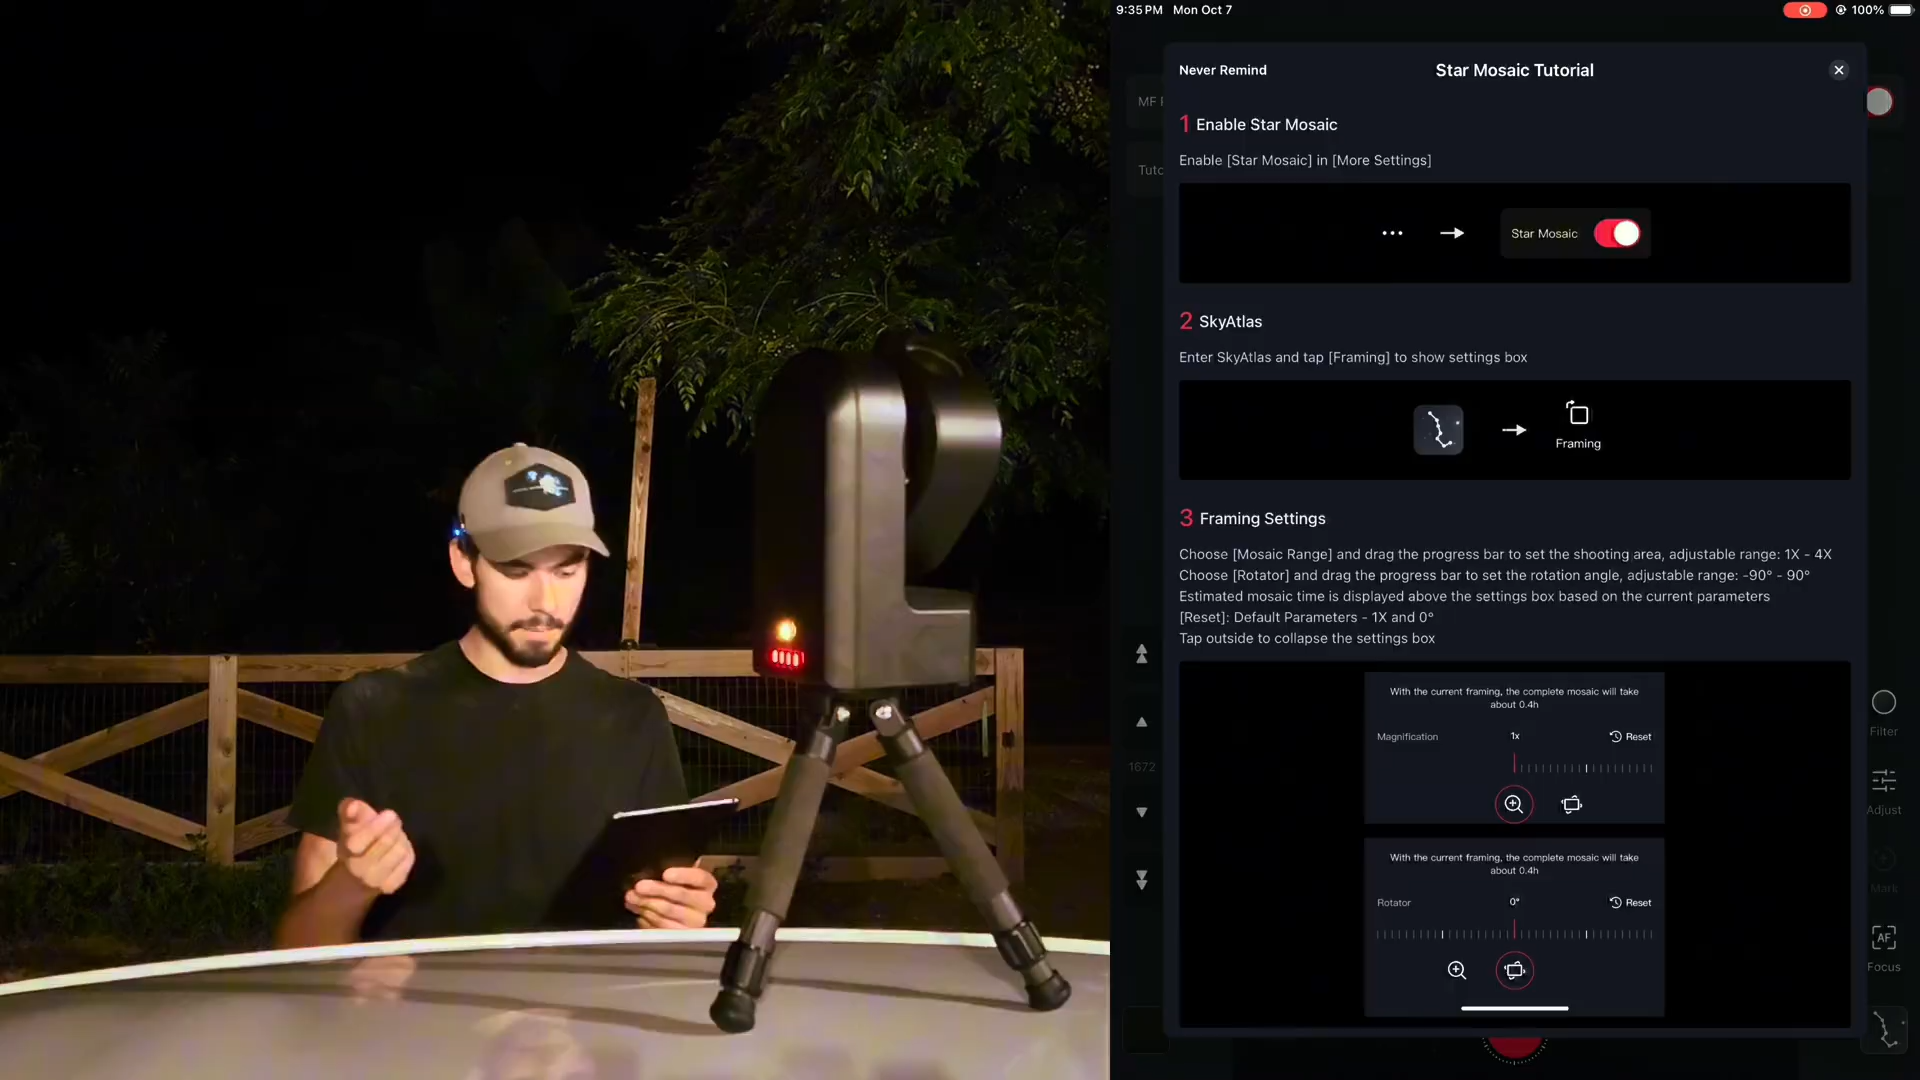 9:35 PM Mon Oct 7
100%
Never Remind
Star Mosaic Tutorial
MF
1 Enable Star Mosaic
Enable [Star Mosaic] in [More Settings]
Star Mosaic
2 SkyAtlas
Enter SkyAtlas and tap [Framing] to show settings box
Framing
3 Framing Settings
Choose [Mosaic Range] and drag the progress bar to set the shooting area, adjustable range: 1X - 4X
Choose [Rotator] and drag the progress bar to set the rotation angle, adjustable range: -90° - 90°
Estimated mosaic time is displayed above the settings box based on the current parameters
[Reset]: Default Parameters - 1X and 0°
Tap outside to collapse the settings box
With the current framing, the complete mosaic will take
about 0.4h
Magnification 1x Reset
With the current framing, the complete mosaic will take
about 0.4h
Rotator 0° Reset
1672
Filter
Adjust
Mark
AF
Focus